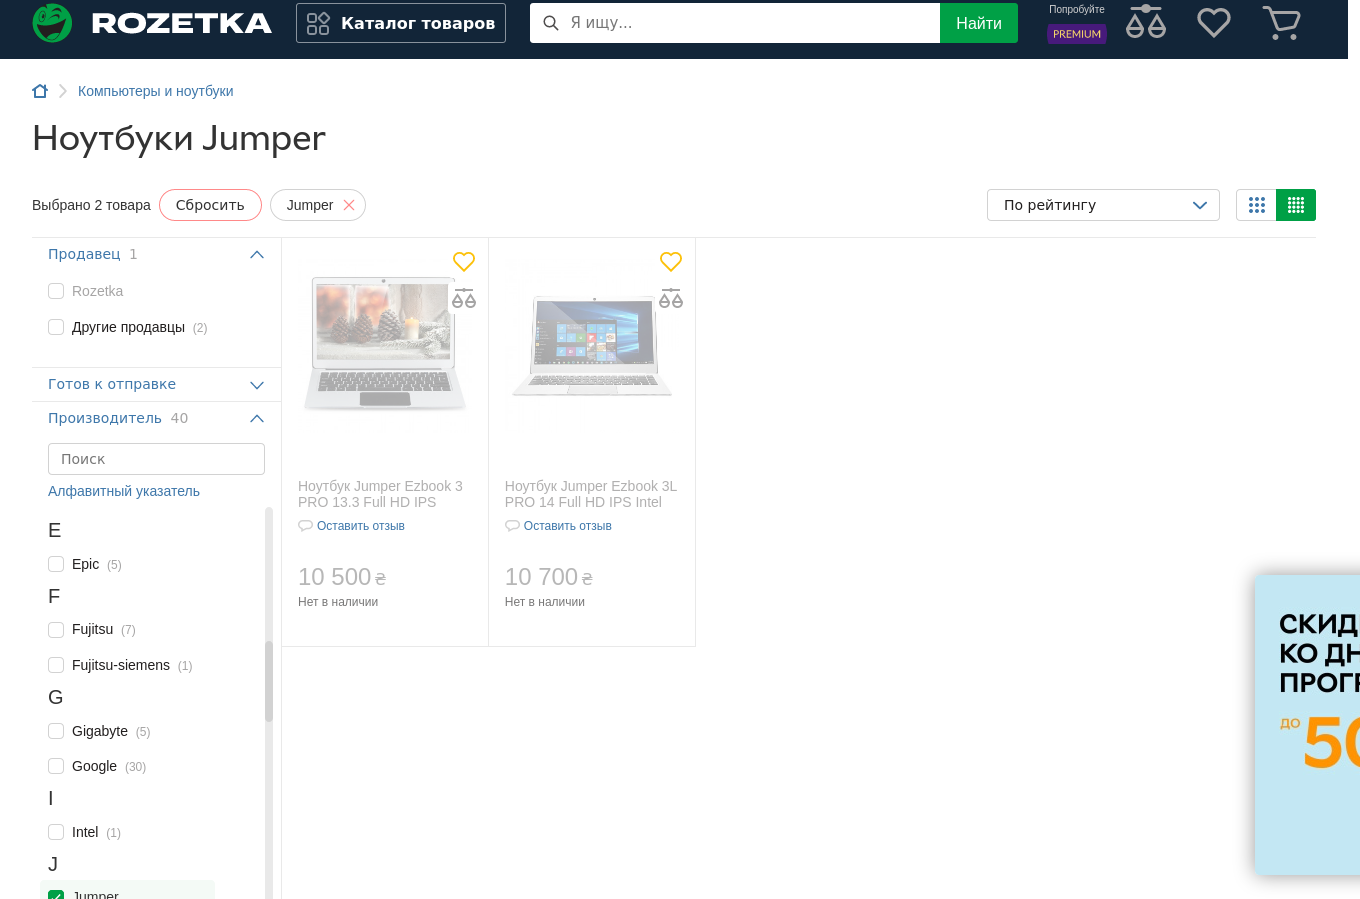 ROZETKA
Каталог товаров
Я ищу...
Найти
Попробуйте
PREMIUM
Компьютеры и ноутбуки
Ноутбуки Jumper
Выбрано 2 товара
Сбросить
Jumper
По рейтингу
Продавец 1
Rozetka
Другие продавцы (2)
Готов к отправке
Производитель 40
Поиск
Алфавитный указатель
E
Epic (5)
F
Fujitsu (7)
Fujitsu-siemens (1)
G
Gigabyte (5)
Google (30)
I
Intel (1)
J
Jumper
Ноутбук Jumper Ezbook 3
PRO 13.3 Full HD IPS
Оставить отзыв
10 500 ₴
Нет в наличии
Ноутбук Jumper Ezbook 3L
PRO 14 Full HD IPS Intel
Оставить отзыв
10 700 ₴
Нет в наличии
СКИД
КО ДН
ПРОГР
ДО 50